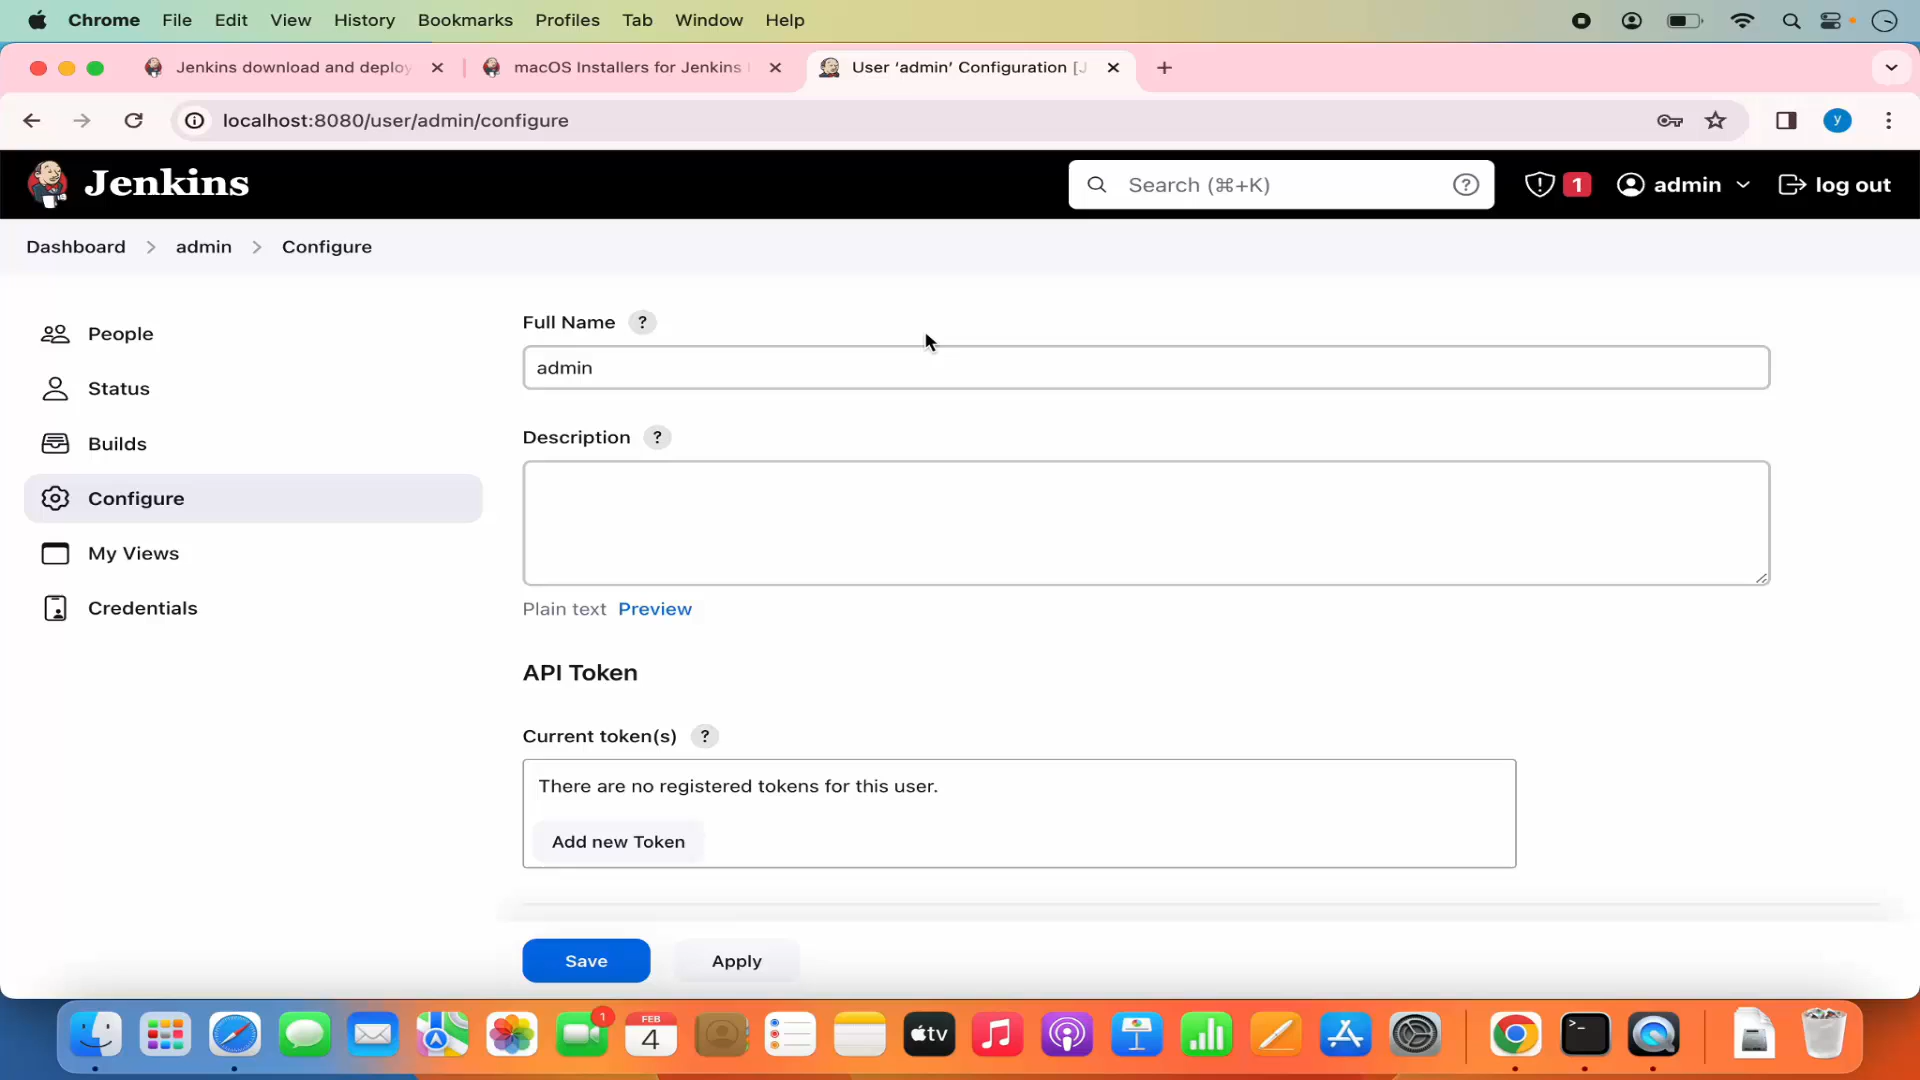 Chrome File Edit View History Bookmarks Profiles Tab Window Help
Jenkins download and deploy
macOS Installers for Jenkins
User ‘admin’ Configuration [J
localhost:8080/user/admin/configure
y
Jenkins
Search (⌘+K)
?
1
admin
log out
Dashboard > admin > Configure
People
Status
Builds
Configure
My Views
Credentials
Full Name ?
admin
Description ?
Plain text Preview
API Token
Current token(s) ?
There are no registered tokens for this user.
Add new Token
Save
Apply
1
FEB
4
tv